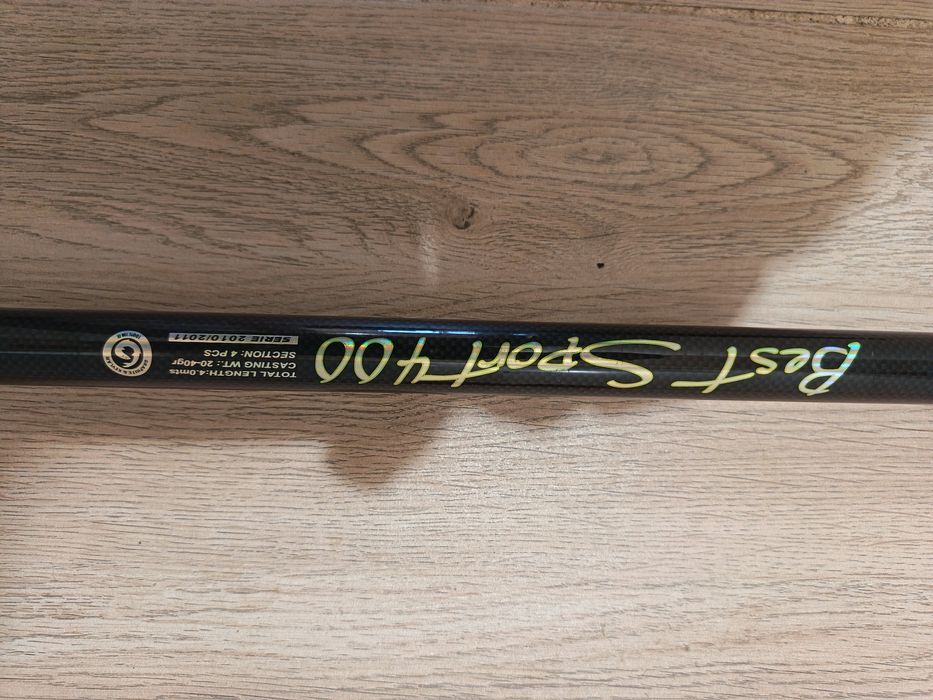 Best Sport 400
TOTAL LENGTH:4.0mts
CASTING WT.: 20-40gr
SECTION: 4 PCS
SERIE 2010/2011